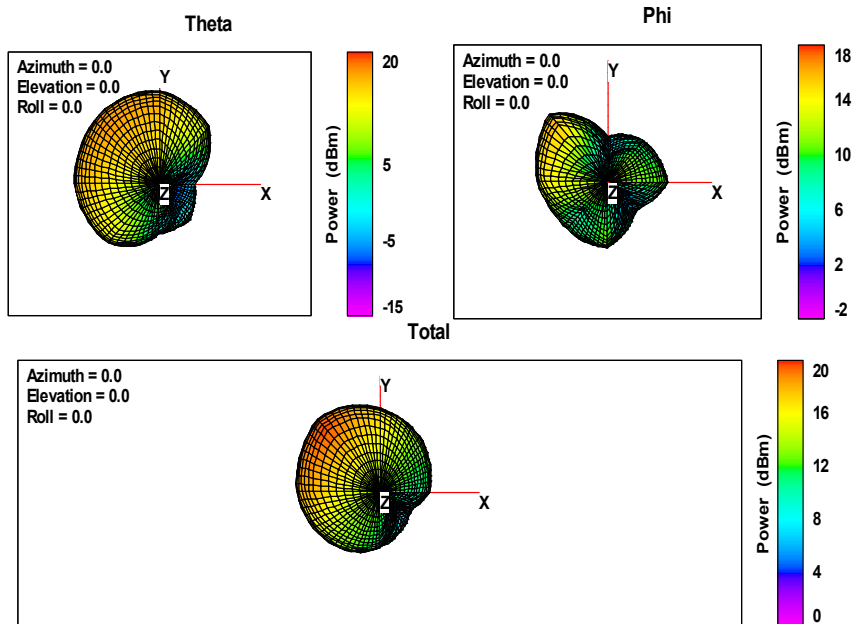 Theta
Azimuth = 0.0
Elevation = 0.0
Roll = 0.0
Y
X
Z
Power (dBm)
20
5
-5
-15
Phi
Azimuth = 0.0
Elevation = 0.0
Roll = 0.0
Y
X
Z
Power (dBm)
18
14
10
6
2
-2
Total
Azimuth = 0.0
Elevation = 0.0
Roll = 0.0
Y
X
Z
Power (dBm)
20
16
12
8
4
0